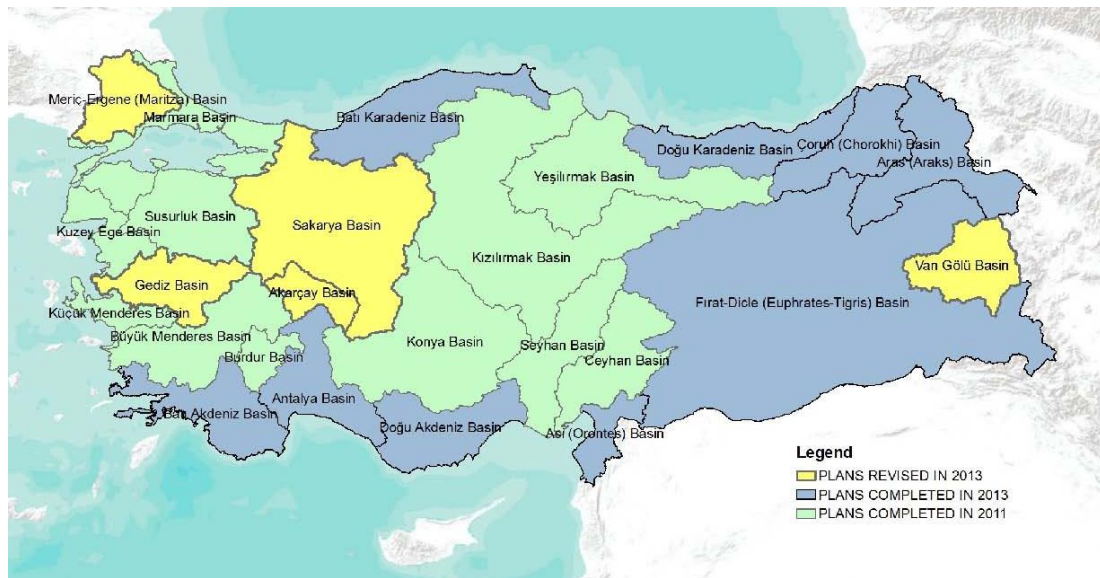 Meriç-Ergene (Maritza) Basin
Marmara Basin
Batı Karadeniz Basin
Doğu Karadeniz Basin
Çoruh (Chorokhi) Basin
Aras (Araks) Basin
Yeşilırmak Basin
Susurluk Basin
Sakarya Basin
Kuzey Ege Basin
Kızılırmak Basin
Van Gölü Basin
Gediz Basin
Akarçay Basin
Fırat-Dicle (Euphrates-Tigris) Basin
Küçük Menderes Basin
Büyük Menderes Basin
Konya Basin
Seyhan Basin
Burdur Basin
Ceyhan Basin
Antalya Basin
Batı Akdeniz Basin
Doğu Akdeniz Basin
Asi (Orontes) Basin
Legend
PLANS REVISED IN 2013
PLANS COMPLETED IN 2013
PLANS COMPLETED IN 2011